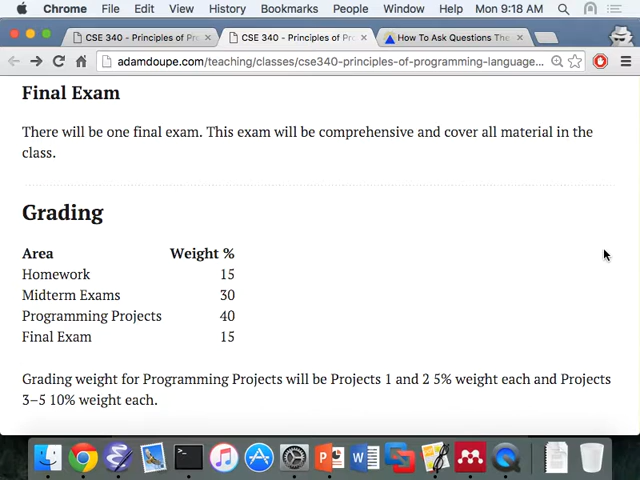 Chrome File Edit View History Bookmarks People Window Help Mon 9:18 AM
CSE 340 - Principles of Pr
CSE 340 - Principles of Pr
How To Ask Questions The
adamdoupe.com/teaching/classes/cse340-principles-of-programming-language...
Final Exam
There will be one final exam. This exam will be comprehensive and cover all material in the
class.
Grading
Area Weight %
Homework 15
Midterm Exams 30
Programming Projects 40
Final Exam 15
Grading weight for Programming Projects will be Projects 1 and 2 5% weight each and Projects
3–5 10% weight each.